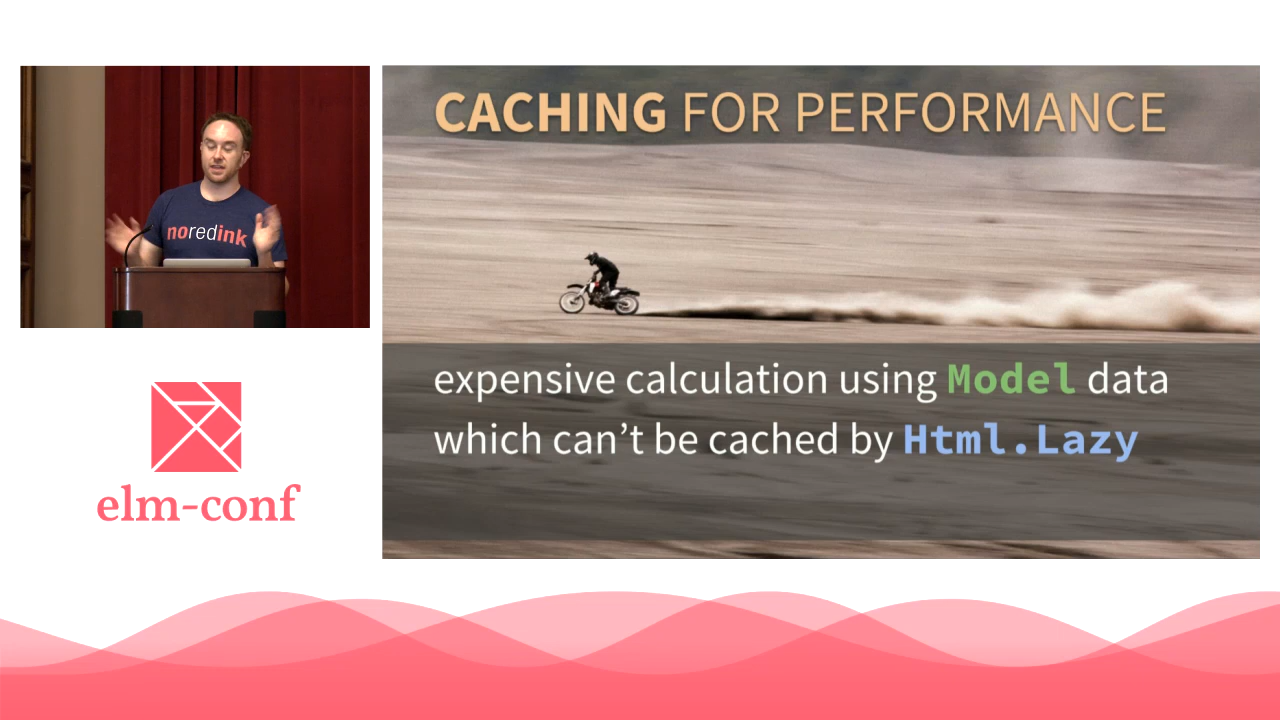 CACHING FOR PERFORMANCE
noredink
expensive calculation using Model data
which can’t be cached by Html.Lazy
elm-conf